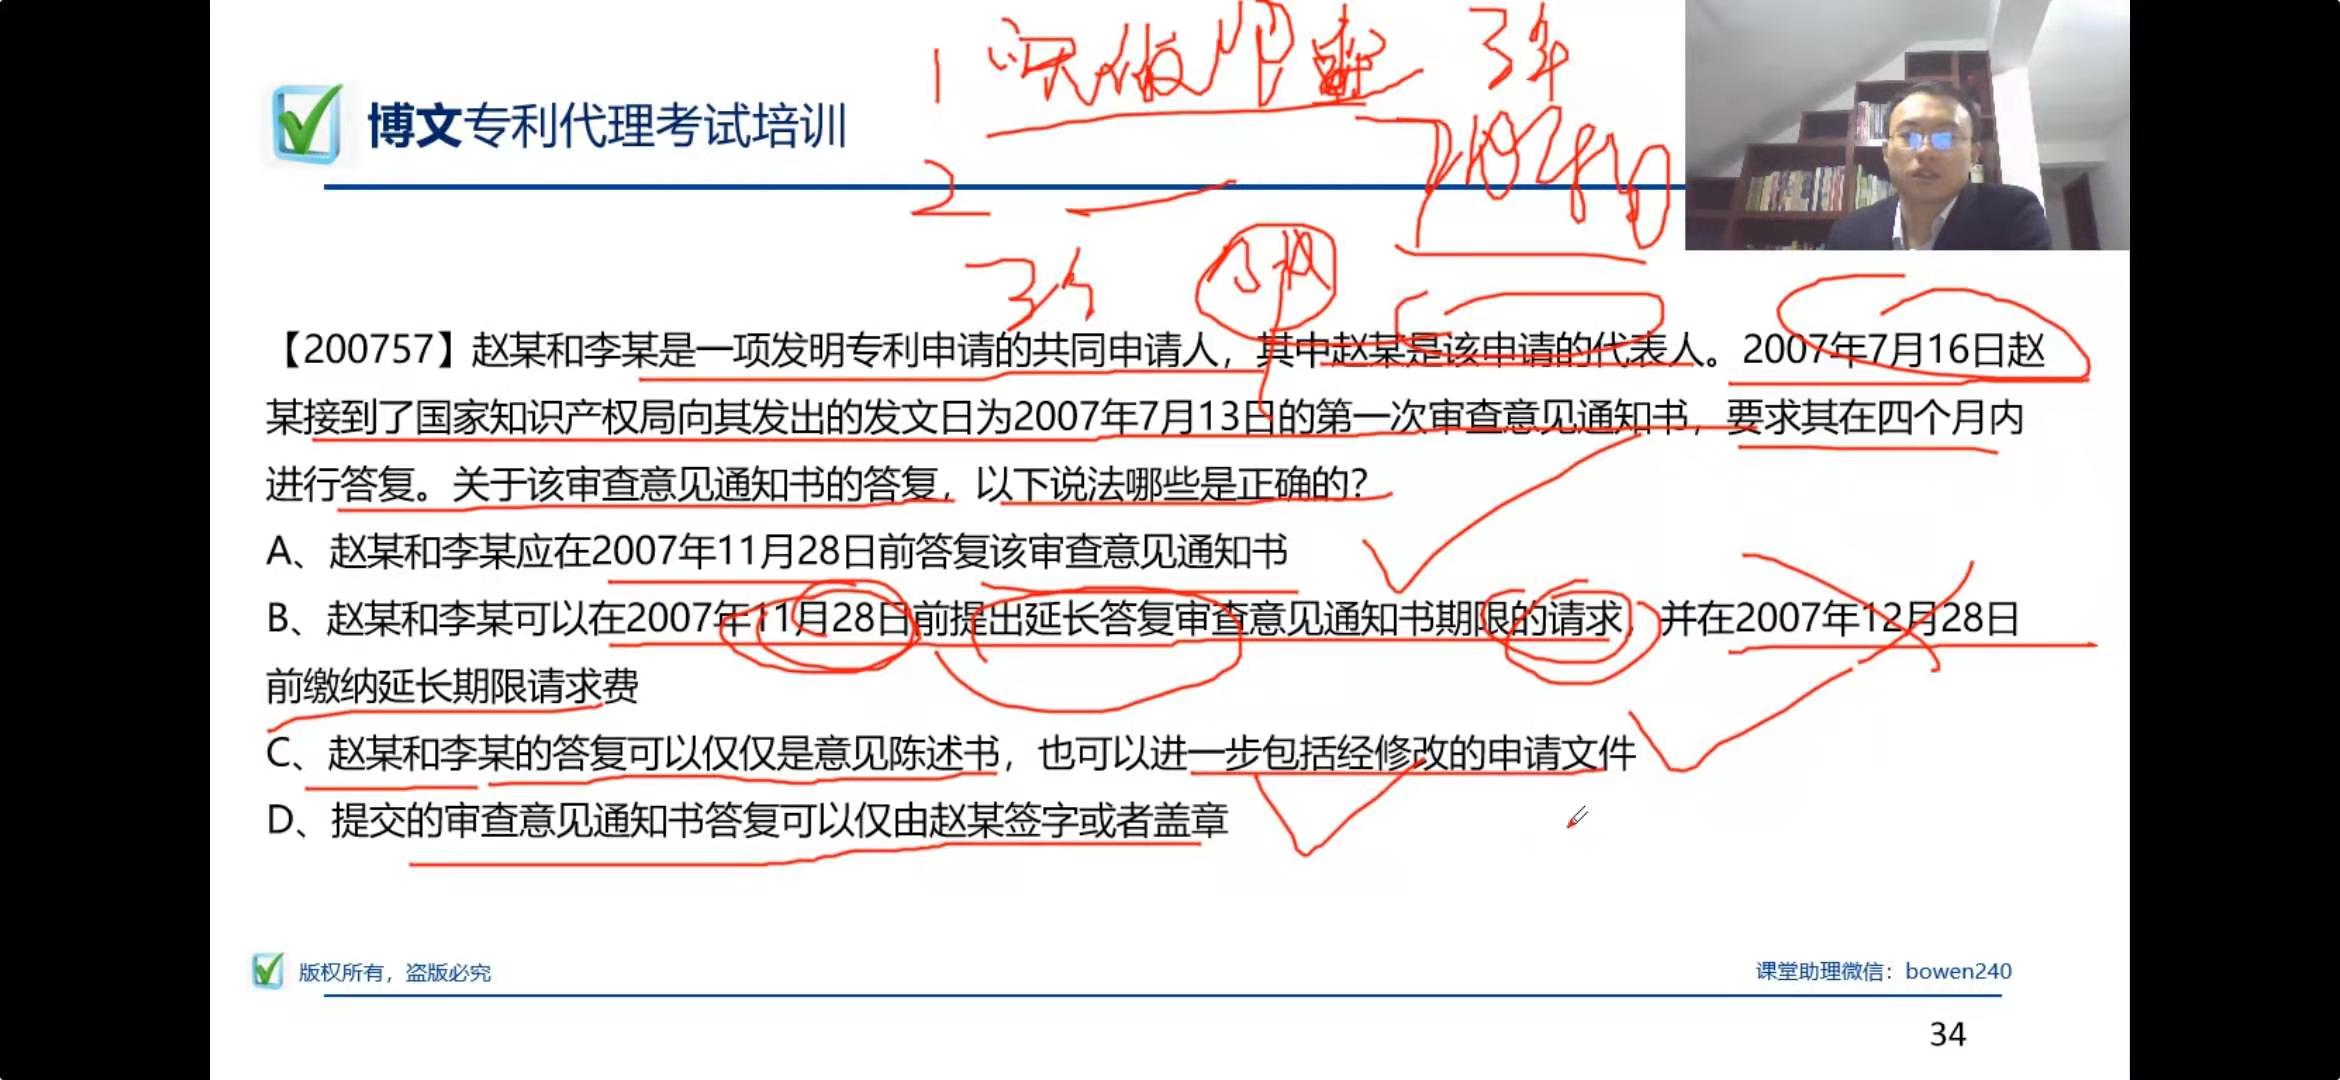 1 实质审查 3年
博文专利代理考试培训
2
3个
【200757】赵某和李某是一项发明专利申请的共同申请人，其中赵某是该申请的代表人。2007年7月16日赵
某接到了国家知识产权局向其发出的发文日为2007年7月13日的第一次审查意见通知书，要求其在四个月内
进行答复。关于该审查意见通知书的答复，以下说法哪些是正确的？
A、赵某和李某应在2007年11月28日前答复该审查意见通知书
B、赵某和李某可以在2007年11月28日前提出延长答复审查意见通知书期限的请求，并在2007年12月28日
前缴纳延长期限请求费
C、赵某和李某的答复可以仅仅是意见陈述书，也可以进一步包括经修改的申请文件
D、提交的审查意见通知书答复可以仅由赵某签字或者盖章
版权所有，盗版必究
课堂助理微信：bowen240
34